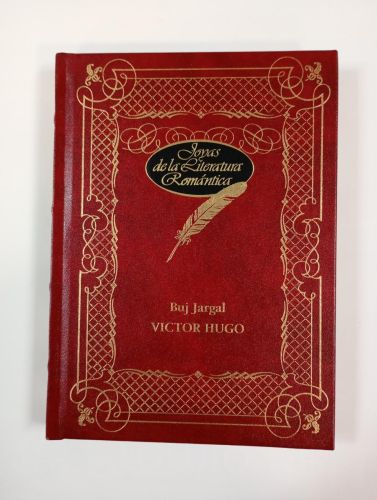 Joyas
de la Literatura
Romántica
Buj Jargal
VICTOR HUGO